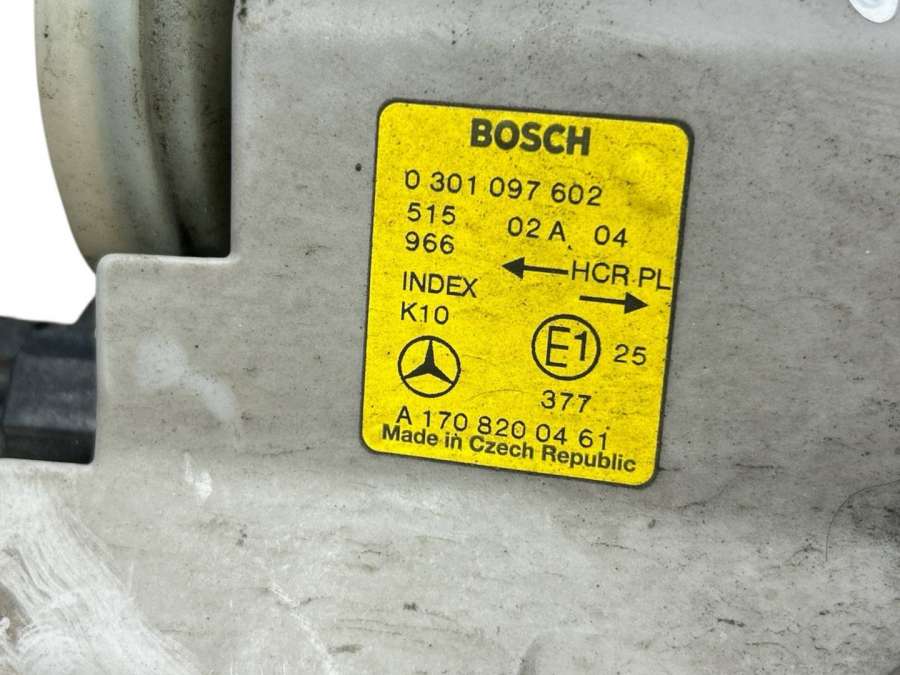 BOSCH
0 301 097 602
515 02 A 04
966
HCR PL
INDEX
K10
E1 25
377
A 170 820 04 61
Made in Czech Republic